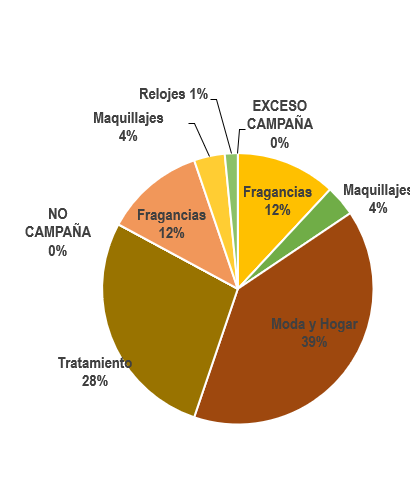 Relojes 1%
EXCESO
CAMPAÑA
0%
Maquillajes
4%
Fragancias
12%
Maquillajes
4%
NO
CAMPAÑA
0%
Fragancias
12%
Moda y Hogar
39%
Tratamiento
28%